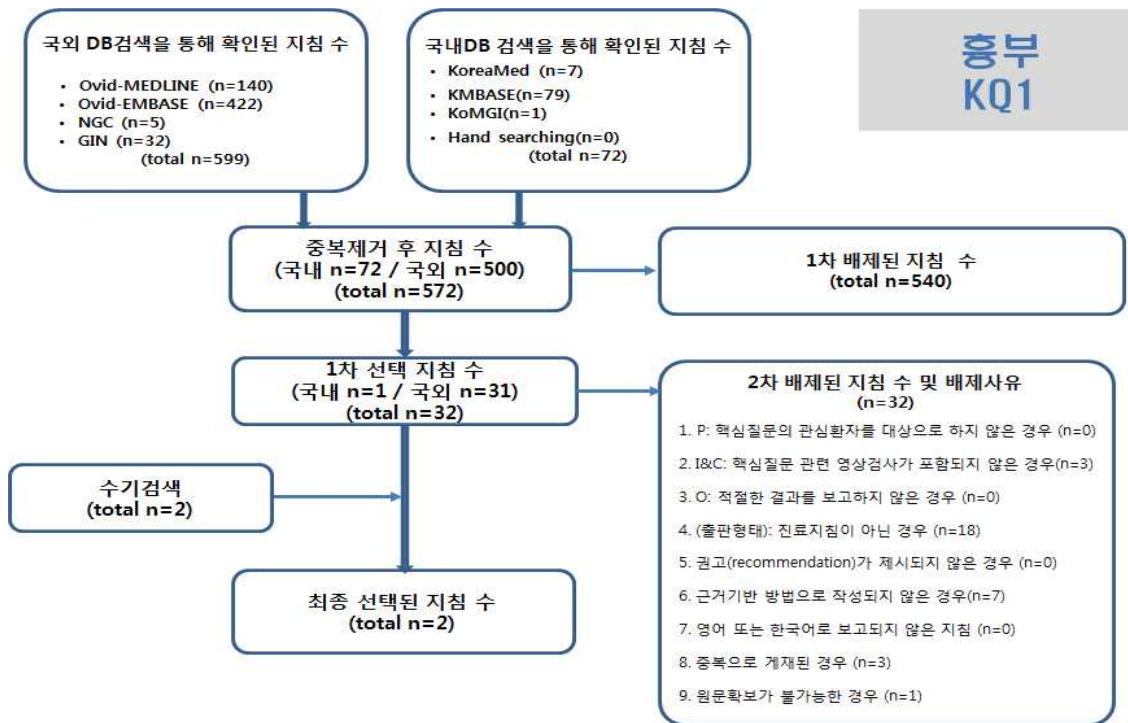 국외 DB검색을 통해 확인된 지침 수
• Ovid-MEDLINE (n=140)
• Ovid-EMBASE (n=422)
• NGC (n=5)
• GIN (n=32)
(total n=599)
국내DB 검색을 통해 확인된 지침 수
• KoreaMed (n=7)
• KMBASE(n=79)
• KoMGI(n=1)
• Hand searching(n=0)
(total n=72)
흉부
KQ1
중복제거 후 지침 수
(국내 n=72 / 국외 n=500)
(total n=572)
1차 배제된 지침 수
(total n=540)
1차 선택 지침 수
(국내 n=1 / 국외 n=31)
(total n=32)
2차 배제된 지침 수 및 배제사유
(n=32)
1. P: 핵심질문의 관심환자를 대상으로 하지 않은 경우 (n=0)
2. I&C: 핵심질문 관련 영상검사가 포함되지 않은 경우(n=3)
3. O: 적절한 결과를 보고하지 않은 경우 (n=0)
4. (출판형태): 진료지침이 아닌 경우 (n=18)
5. 권고(recommendation)가 제시되지 않은 경우 (n=0)
6. 근거기반 방법으로 작성되지 않은 경우(n=7)
7. 영어 또는 한국어로 보고되지 않은 지침 (n=0)
8. 중복으로 게재된 경우 (n=3)
9. 원문확보가 불가능한 경우 (n=1)
수기검색
(total n=2)
최종 선택된 지침 수
(total n=2)